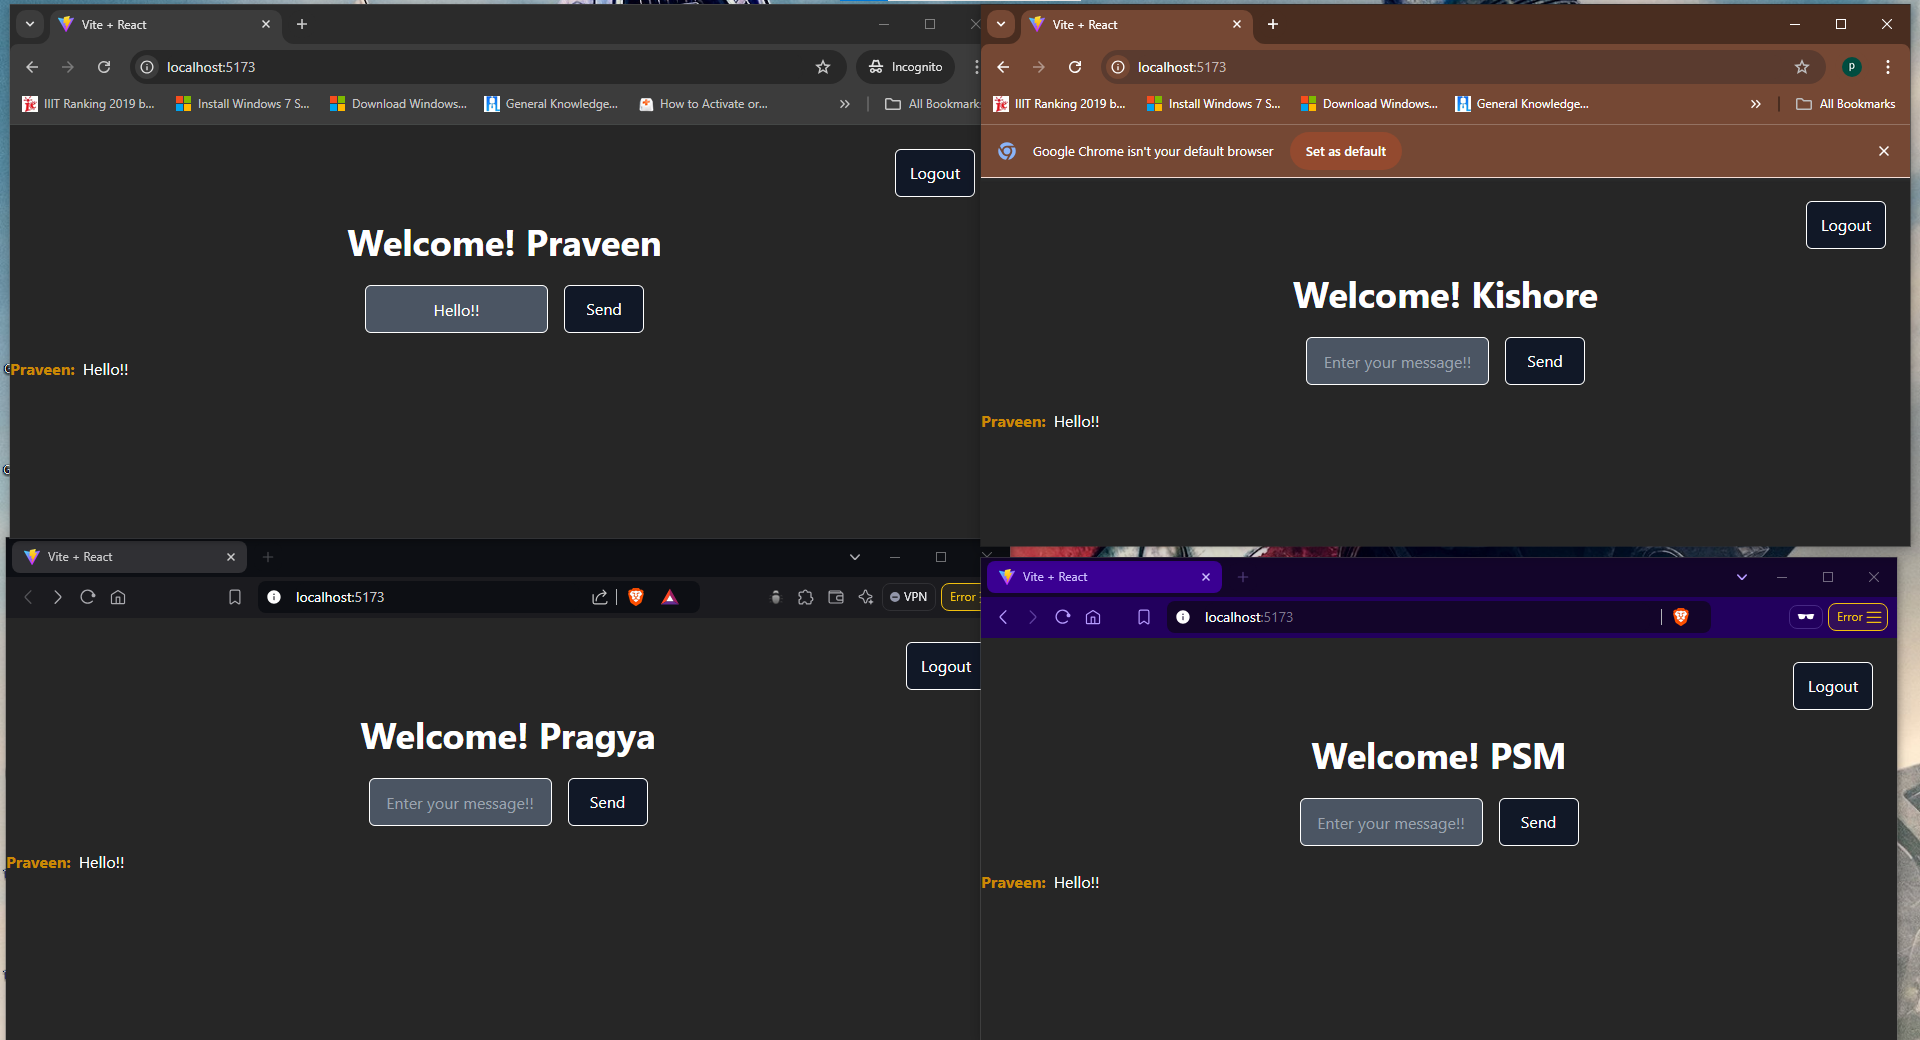 Vite + React
localhost:5173
Incognito
IIIT Ranking 2019 b...
Install Windows 7 S...
Download Windows...
General Knowledge...
How to Activate or...
All Bookmark
Logout
Welcome! Praveen
Hello!!
Send
Praveen: Hello!!
Vite + React
localhost:5173
P
IIIT Ranking 2019 b...
Install Windows 7 S...
Download Windows...
General Knowledge...
All Bookmarks
Google Chrome isn't your default browser
Set as default
Logout
Welcome! Kishore
Enter your message!!
Send
Praveen: Hello!!
Vite + React
localhost:5173
VPN
Error
Logout
Welcome! Pragya
Enter your message!!
Send
Praveen: Hello!!
Vite + React
localhost:5173
Error
Logout
Welcome! PSM
Enter your message!!
Send
Praveen: Hello!!